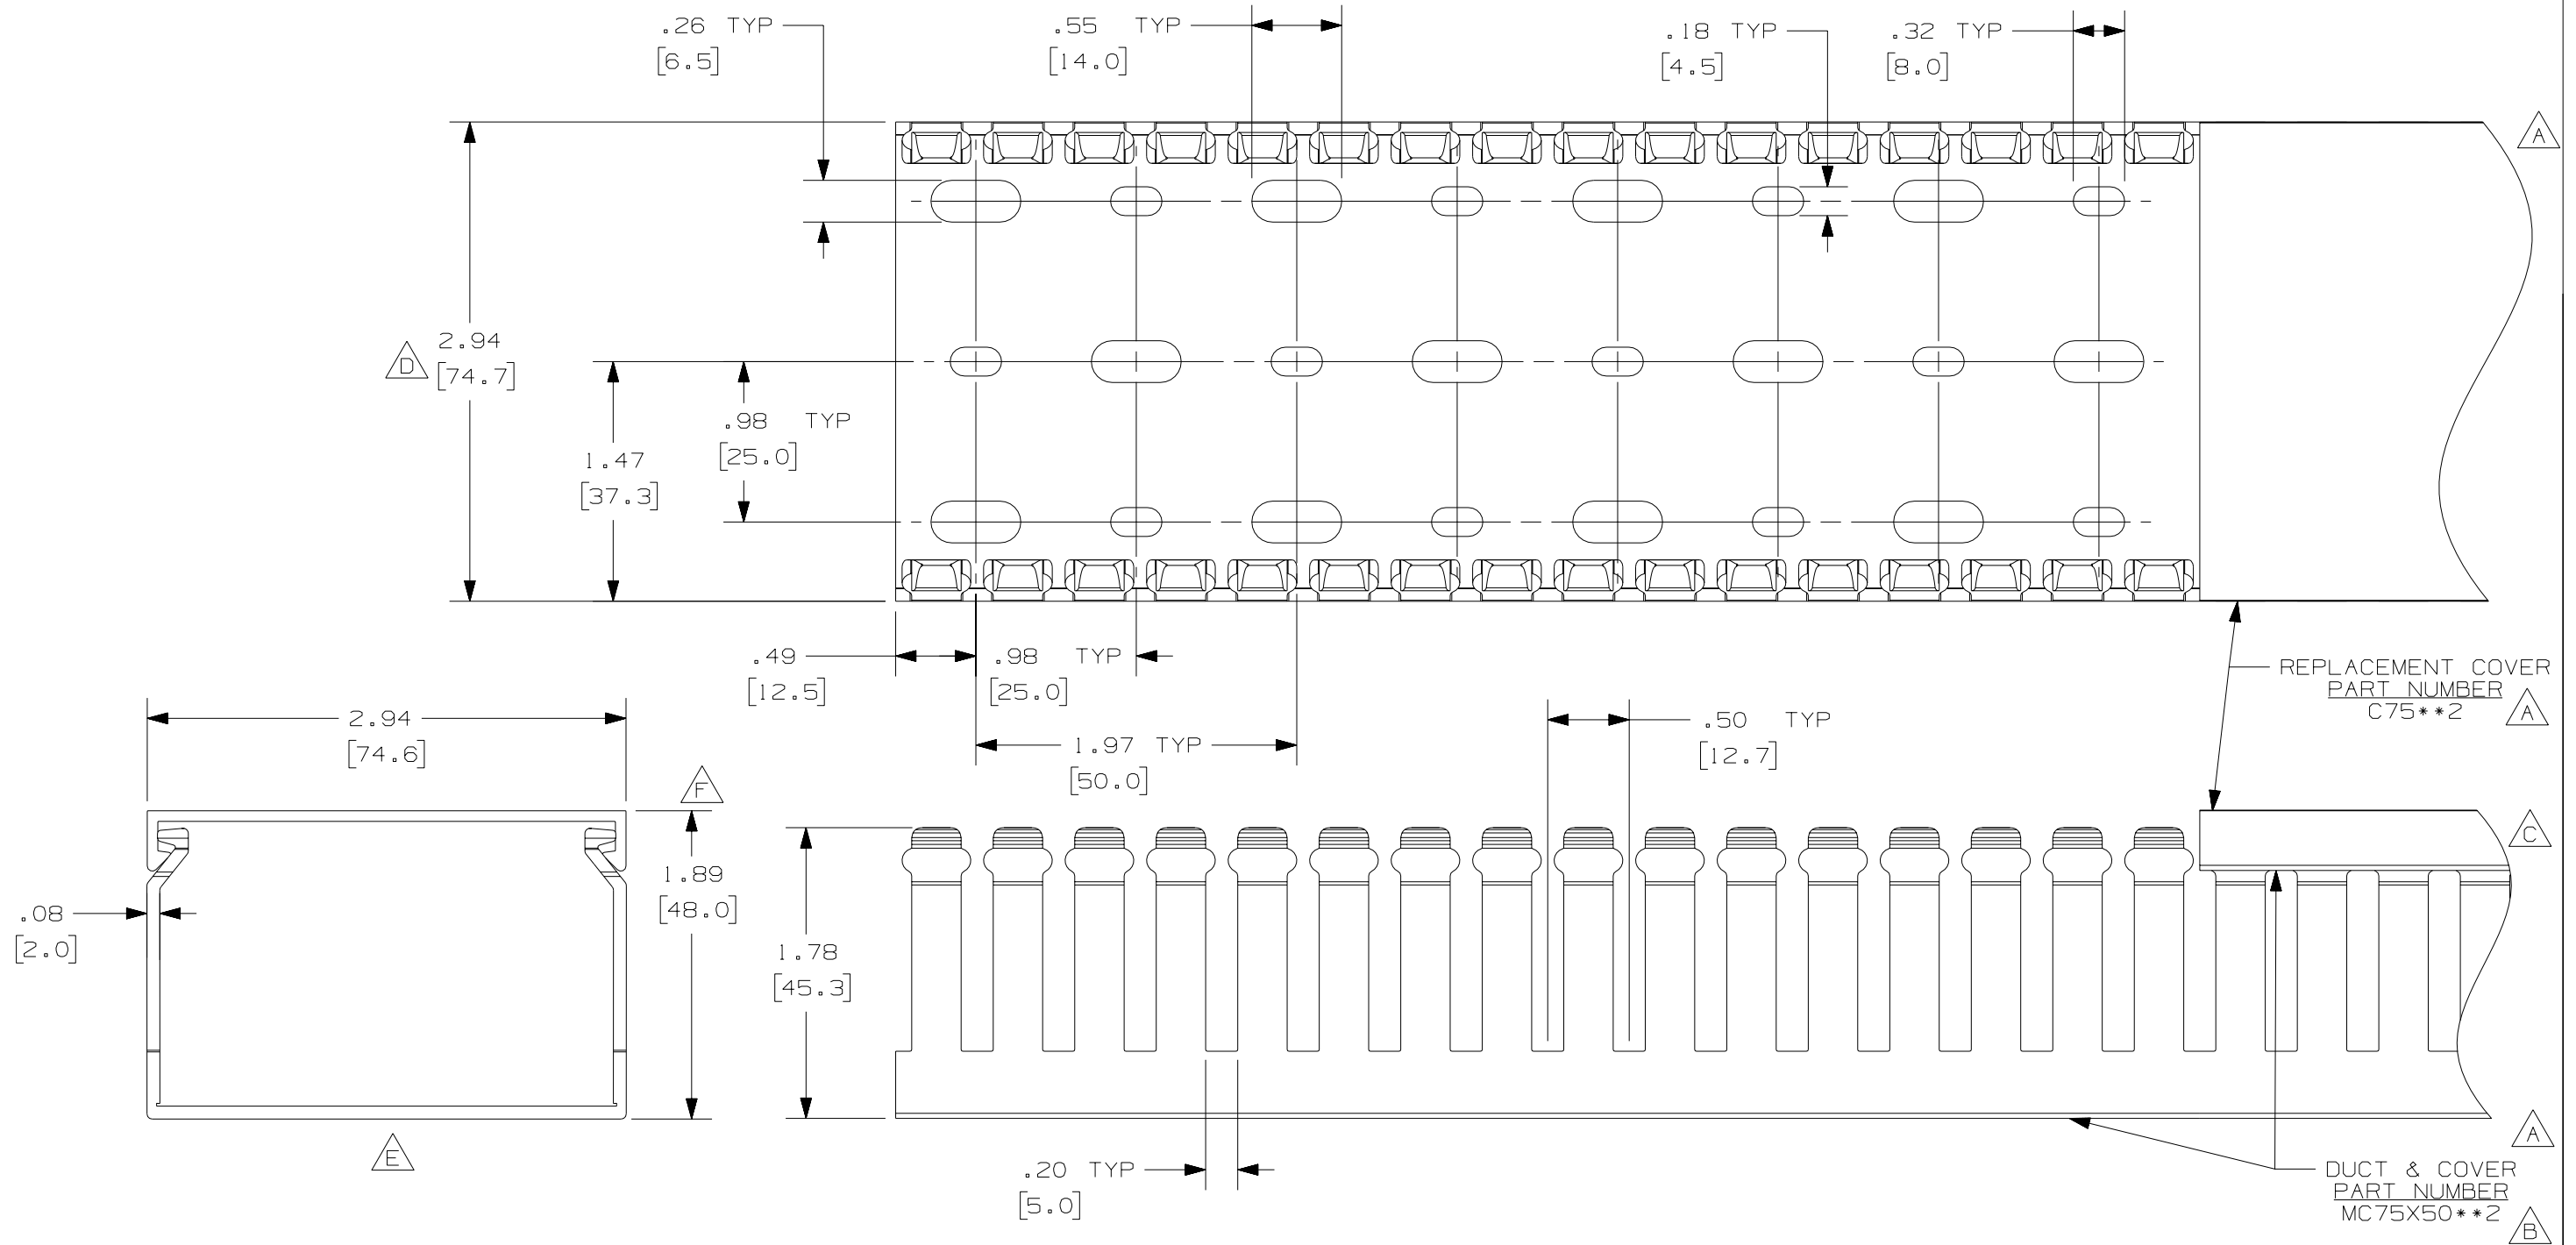 .26 TYP
[6.5]
.55 TYP
[14.0]
.18 TYP
[4.5]
.32 TYP
[8.0]
A
D
2.94
[74.7]
.98 TYP
[25.0]
1.47
[37.3]
.49
[12.5]
.98 TYP
[25.0]
REPLACEMENT COVER
PART NUMBER
C75**2
A
2.94
[74.6]
1.97 TYP
[50.0]
.50 TYP
[12.7]
F
C
1.89
[48.0]
.08
[2.0]
1.78
[45.3]
E
A
.20 TYP
[5.0]
DUCT & COVER
PART NUMBER
MC75X50**2
B